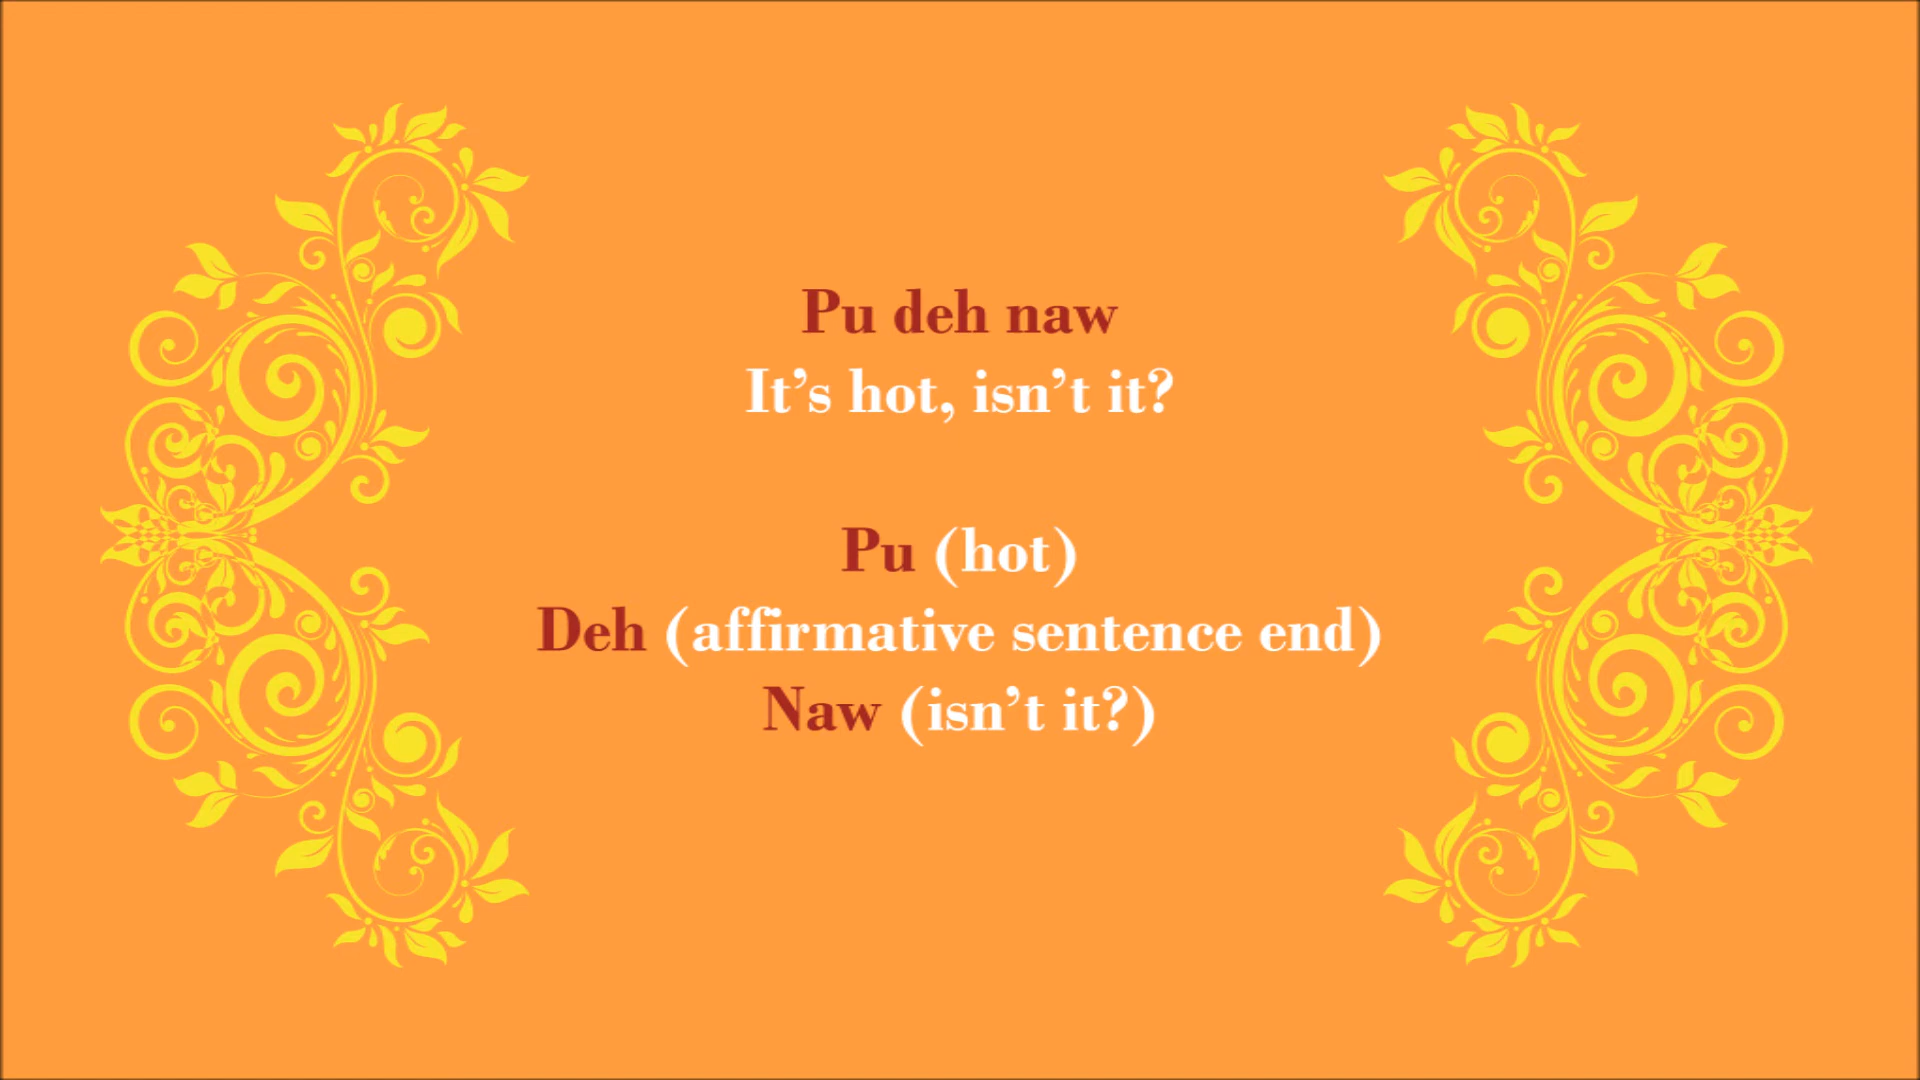 Pu deh naw
It’s hot, isn’t it?
Pu (hot)
Deh (affirmative sentence end)
Naw (isn’t it?)